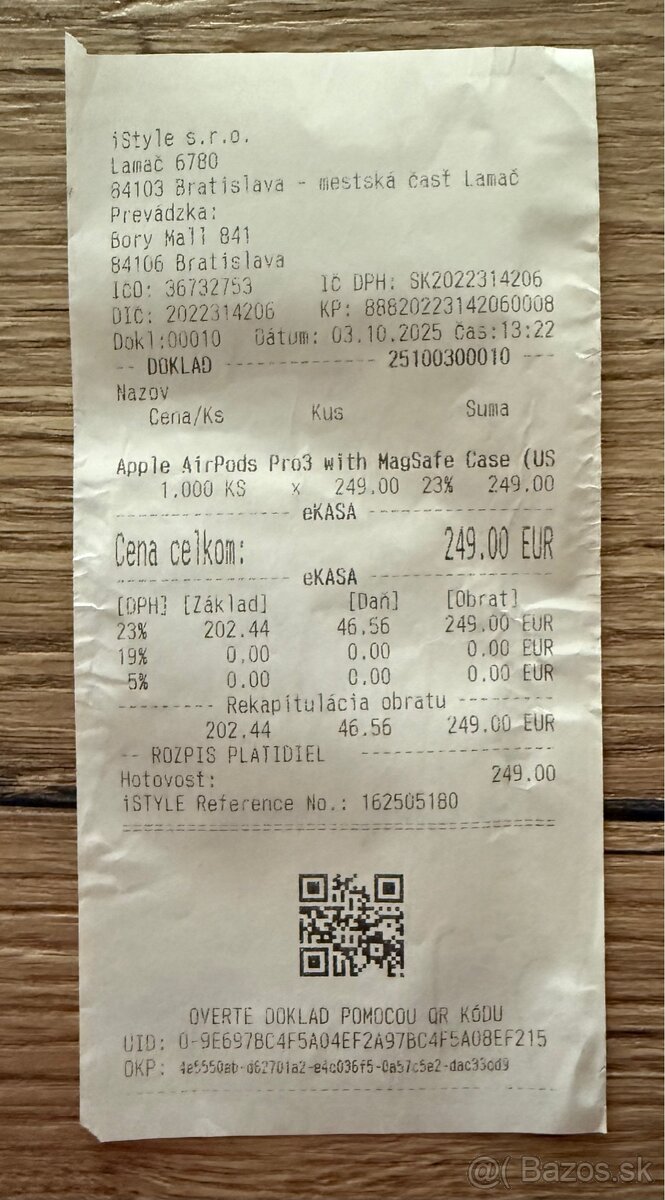 iStyle s.r.o.
Lamač 6780
84103 Bratislava - mestská časť Lamač
Prevádzka:
Bory Mall 841
84106 Bratislava
IČO: 36732753 IČ DPH: SK2022314206
DIČ: 2022314206 KP: 88820223142060008
Dokl:00010 Dátum: 03.10.2025 Čas:13:22
-- DOKLAD ------------ 25100300010 ---
Nazov
Cena/Ks Kus Suma
Apple AirPods Pro3 with MagSafe Case (US
1.000 KS x 249.00 23% 249.00
--------------- eKASA ---------------
Cena celkom: 249.00 EUR
--------------- eKASA ---------------
[DPH] [Základ] [Daň] [Obrat]
23% 202.44 46.56 249.00 EUR
19% 0.00 0.00 0.00 EUR
5% 0.00 0.00 0.00 EUR
-------- Rekapitulácia obratu --------
202.44 46.56 249.00 EUR
-- ROZPIS PLATIDIEL ----------------
Hotovosť: 249.00
iSTYLE Reference No.: 162505180
======================================
OVERTE DOKLAD POMOCOU QR KÓDU
UID: O-9E697BC4F5A04EF2A97BC4F5A08EF215
OKP: 4e5550ab-d62701a2-e4c036f5-0a57c5e2-dac33cd9
@( Bazos.sk